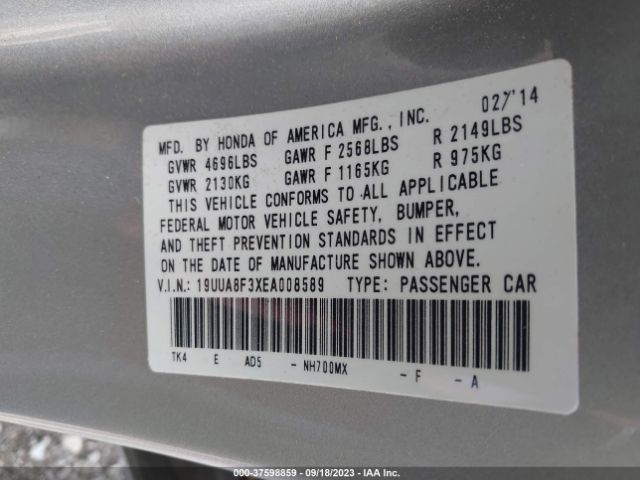 MFD. BY HONDA OF AMERICA MFG., INC. 02/'14
GVWR 4696LBS GAWR F 2568LBS R 2149LBS
GVWR 2130KG GAWR F 1165KG R 975KG
THIS VEHICLE CONFORMS TO ALL APPLICABLE
FEDERAL MOTOR VEHICLE SAFETY, BUMPER,
AND THEFT PREVENTION STANDARDS IN EFFECT
ON THE DATE OF MANUFACTURE SHOWN ABOVE.
V.I.N.: 19UUA8F3XEA008589 TYPE: PASSENGER CAR
TK4 E AD5 -NH700MX -F -A
000-37598859 - 09/18/2023 - IAA Inc.